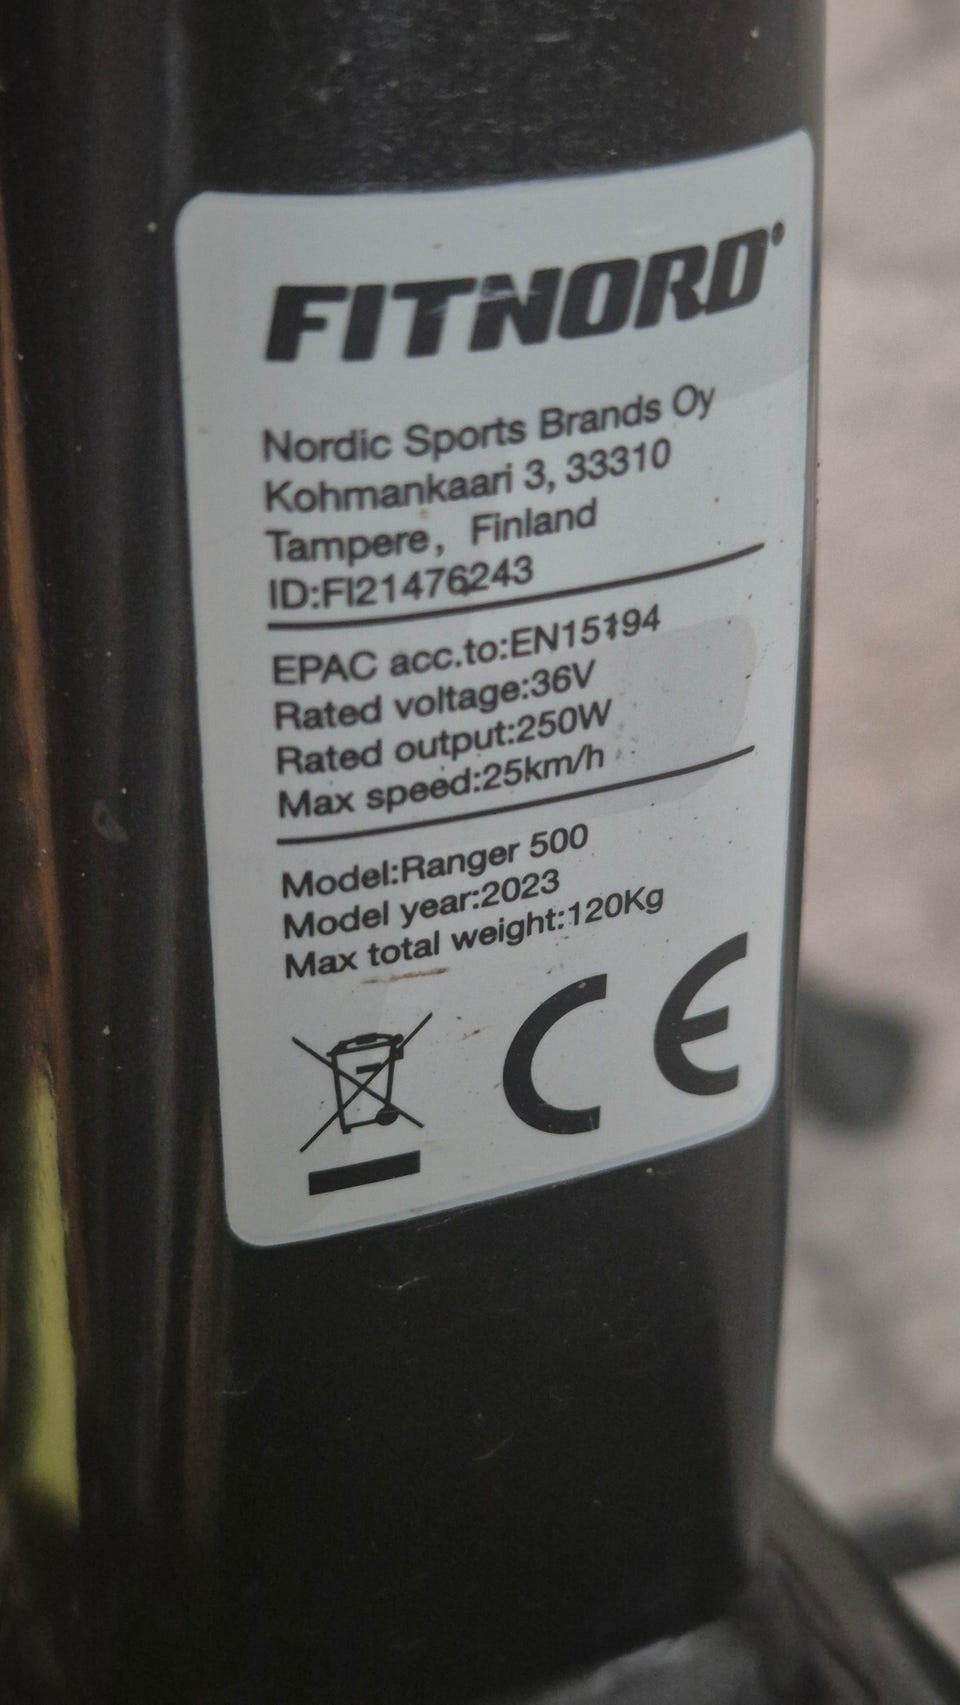 FITNORD
Nordic Sports Brands Oy
Kohmankaari 3, 33310
Tampere, Finland
ID:FI21476243
EPAC acc.to:EN15194
Rated voltage:36V
Rated output:250W
Max speed:25km/h
Model:Ranger 500
Model year:2023
Max total weight:120Kg
CE